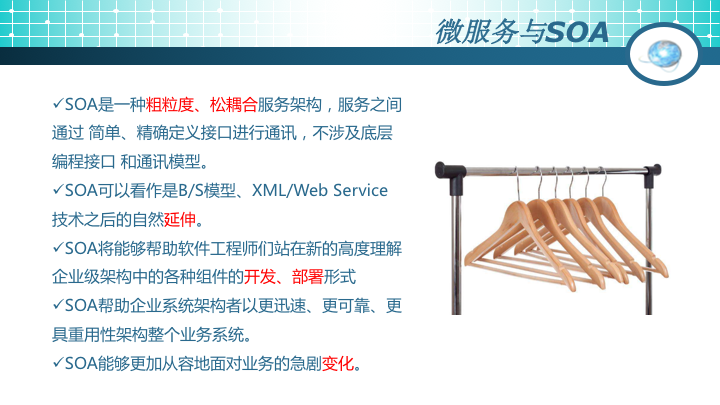 微服务与SOA
✓SOA是一种粗粒度、松耦合服务架构，服务之间
通过 简单、精确定义接口进行通讯，不涉及底层
编程接口 和通讯模型。
✓SOA可以看作是B/S模型、XML/Web Service
技术之后的自然延伸。
✓SOA将能够帮助软件工程师们站在新的高度理解
企业级架构中的各种组件的开发、部署形式
✓SOA帮助企业系统架构者以更迅速、更可靠、更
具重用性架构整个业务系统。
✓SOA能够更加从容地面对业务的急剧变化。